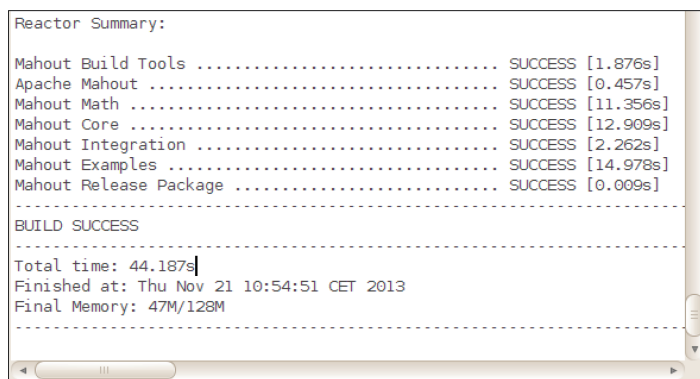 Reactor Summary:
Mahout Build Tools ................................ SUCCESS [1.876s]
Apache Mahout ..................................... SUCCESS [0.457s]
Mahout Math ....................................... SUCCESS [11.356s]
Mahout Core ....................................... SUCCESS [12.909s]
Mahout Integration ................................ SUCCESS [2.262s]
Mahout Examples ................................... SUCCESS [14.978s]
Mahout Release Package ............................ SUCCESS [0.009s]
------------------------------------------------------------------------
BUILD SUCCESS
------------------------------------------------------------------------
Total time: 44.187s
Finished at: Thu Nov 21 10:54:51 CET 2013
Final Memory: 47M/128M
------------------------------------------------------------------------